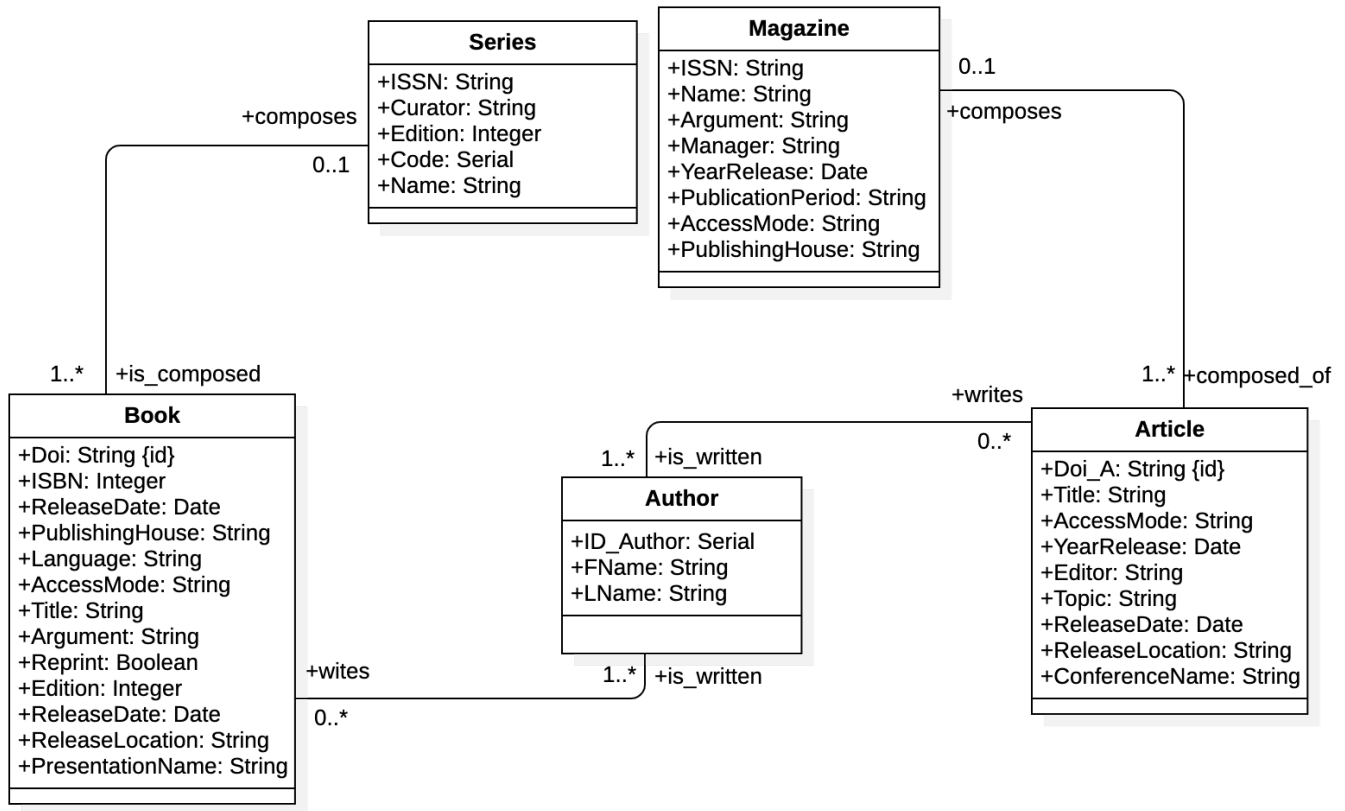 Series
+ISSN: String
+Curator: String
+Edition: Integer
+Code: Serial
+Name: String
Magazine
+ISSN: String
+Name: String
+Argument: String
+Manager: String
+YearRelease: Date
+PublicationPeriod: String
+AccessMode: String
+PublishingHouse: String
0..1
+composes
+composes
0..1
1..* +is_composed
1..* +composed_of
Book
+Doi: String {id}
+ISBN: Integer
+ReleaseDate: Date
+PublishingHouse: String
+Language: String
+AccessMode: String
+Title: String
+Argument: String
+Reprint: Boolean
+Edition: Integer
+ReleaseDate: Date
+ReleaseLocation: String
+PresentationName: String
+writes
0..*
1..* +is_written
Author
+ID_Author: Serial
+FName: String
+LName: String
1..* +is_written
+wites
0..*
Article
+Doi_A: String {id}
+Title: String
+AccessMode: String
+YearRelease: Date
+Editor: String
+Topic: String
+ReleaseDate: Date
+ReleaseLocation: String
+ConferenceName: String